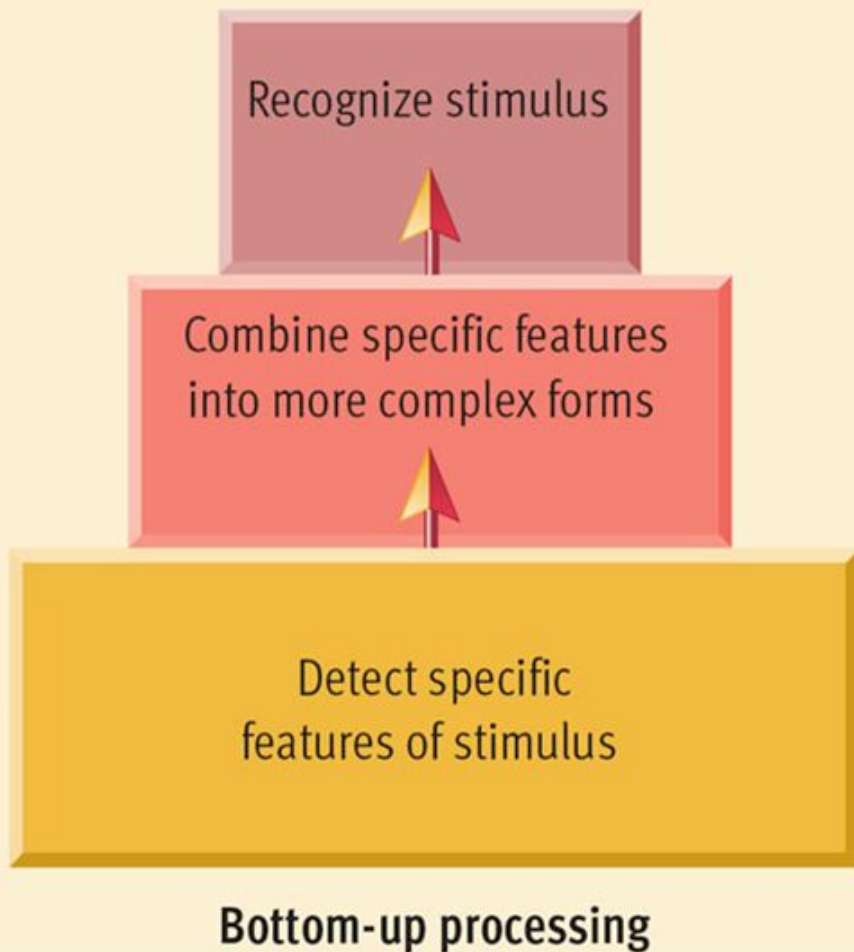 Recognize stimulus
Combine specific features
into more complex forms
Detect specific
features of stimulus
Bottom-up processing